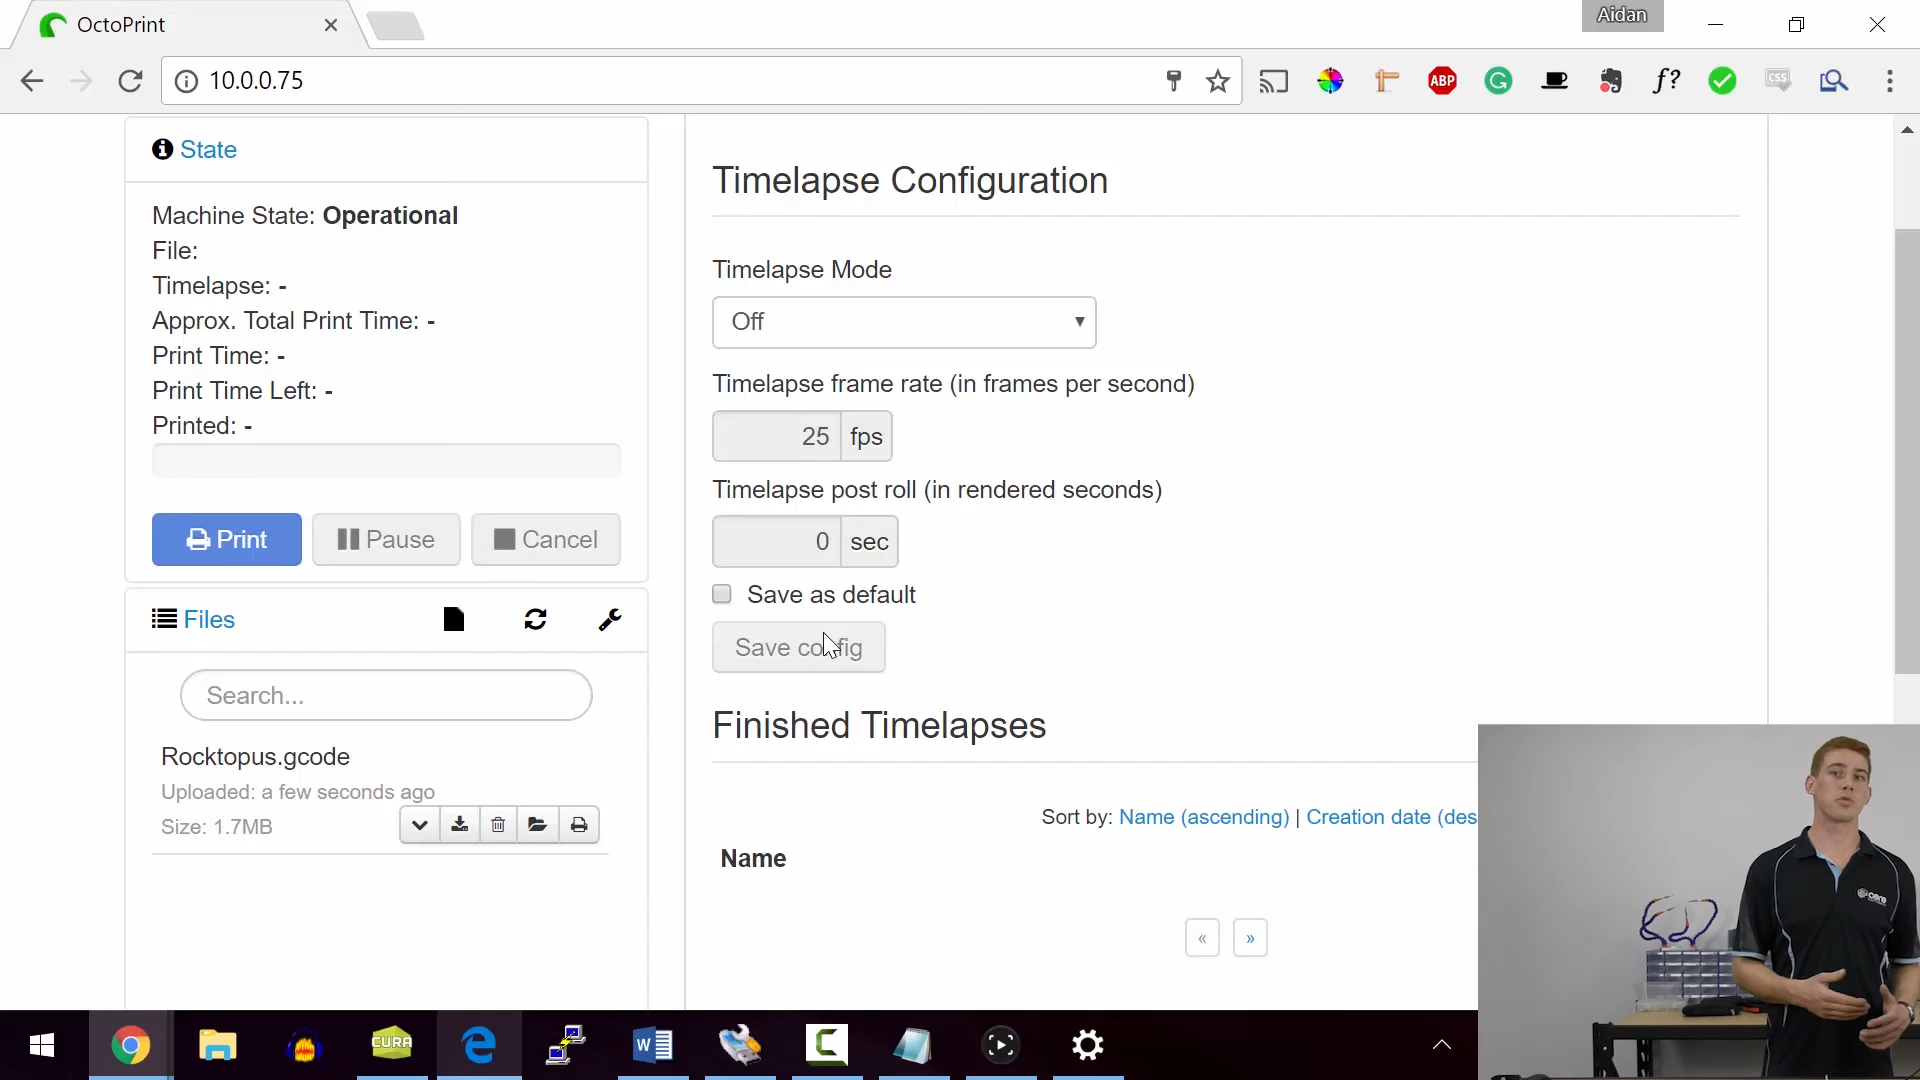 OctoPrint
Aidan
10.0.0.75
ABP
G
f?
CSS
State
Machine State: Operational
File:
Timelapse: -
Approx. Total Print Time: -
Print Time: -
Print Time Left: -
Printed: -
Print
Pause
Cancel
Files
Search...
Rocktopus.gcode
Uploaded: a few seconds ago
Size: 1.7MB
Timelapse Configuration
Timelapse Mode
Off
Timelapse frame rate (in frames per second)
25 fps
Timelapse post roll (in rendered seconds)
0 sec
Save as default
Save config
Finished Timelapses
Sort by: Name (ascending) | Creation date (des
Name
«
»
core
CURA
W